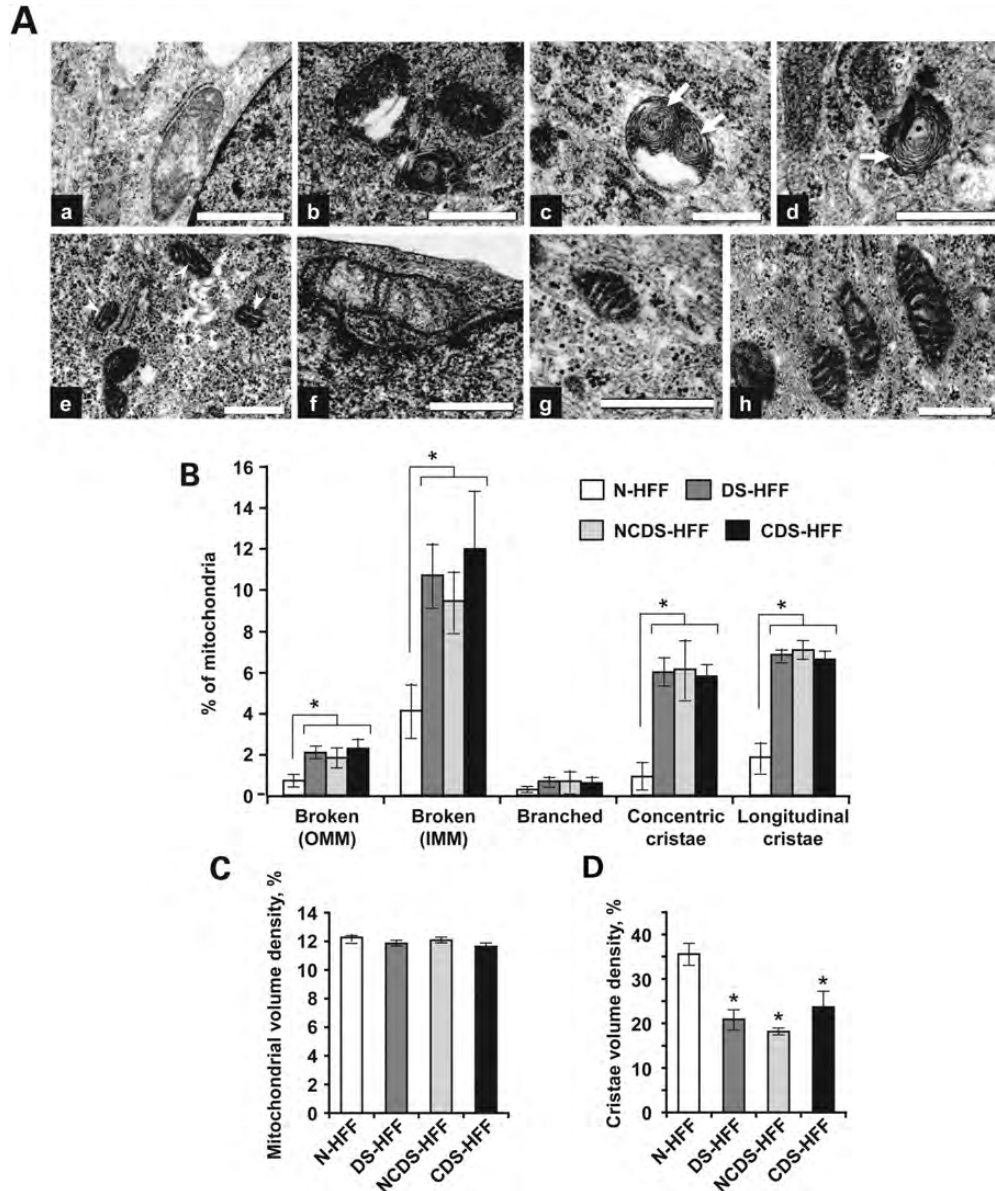 A
a
b
c
d
e
f
g
h
B
16
14
12
10
8
6
4
2
0
% of mitochondria
*
*
*
*
N-HFF
DS-HFF
NCDS-HFF
CDS-HFF
Broken
(OMM)
Broken
(IMM)
Branched
Concentric
cristae
Longitudinal
cristae
C
Mitochondrial volume density, %
14
12
10
8
6
4
2
0
N-HFF
DS-HFF
NCDS-HFF
CDS-HFF
D
Cristae volume density, %
40
30
20
10
0
*
*
*
N-HFF
DS-HFF
NCDS-HFF
CDS-HFF